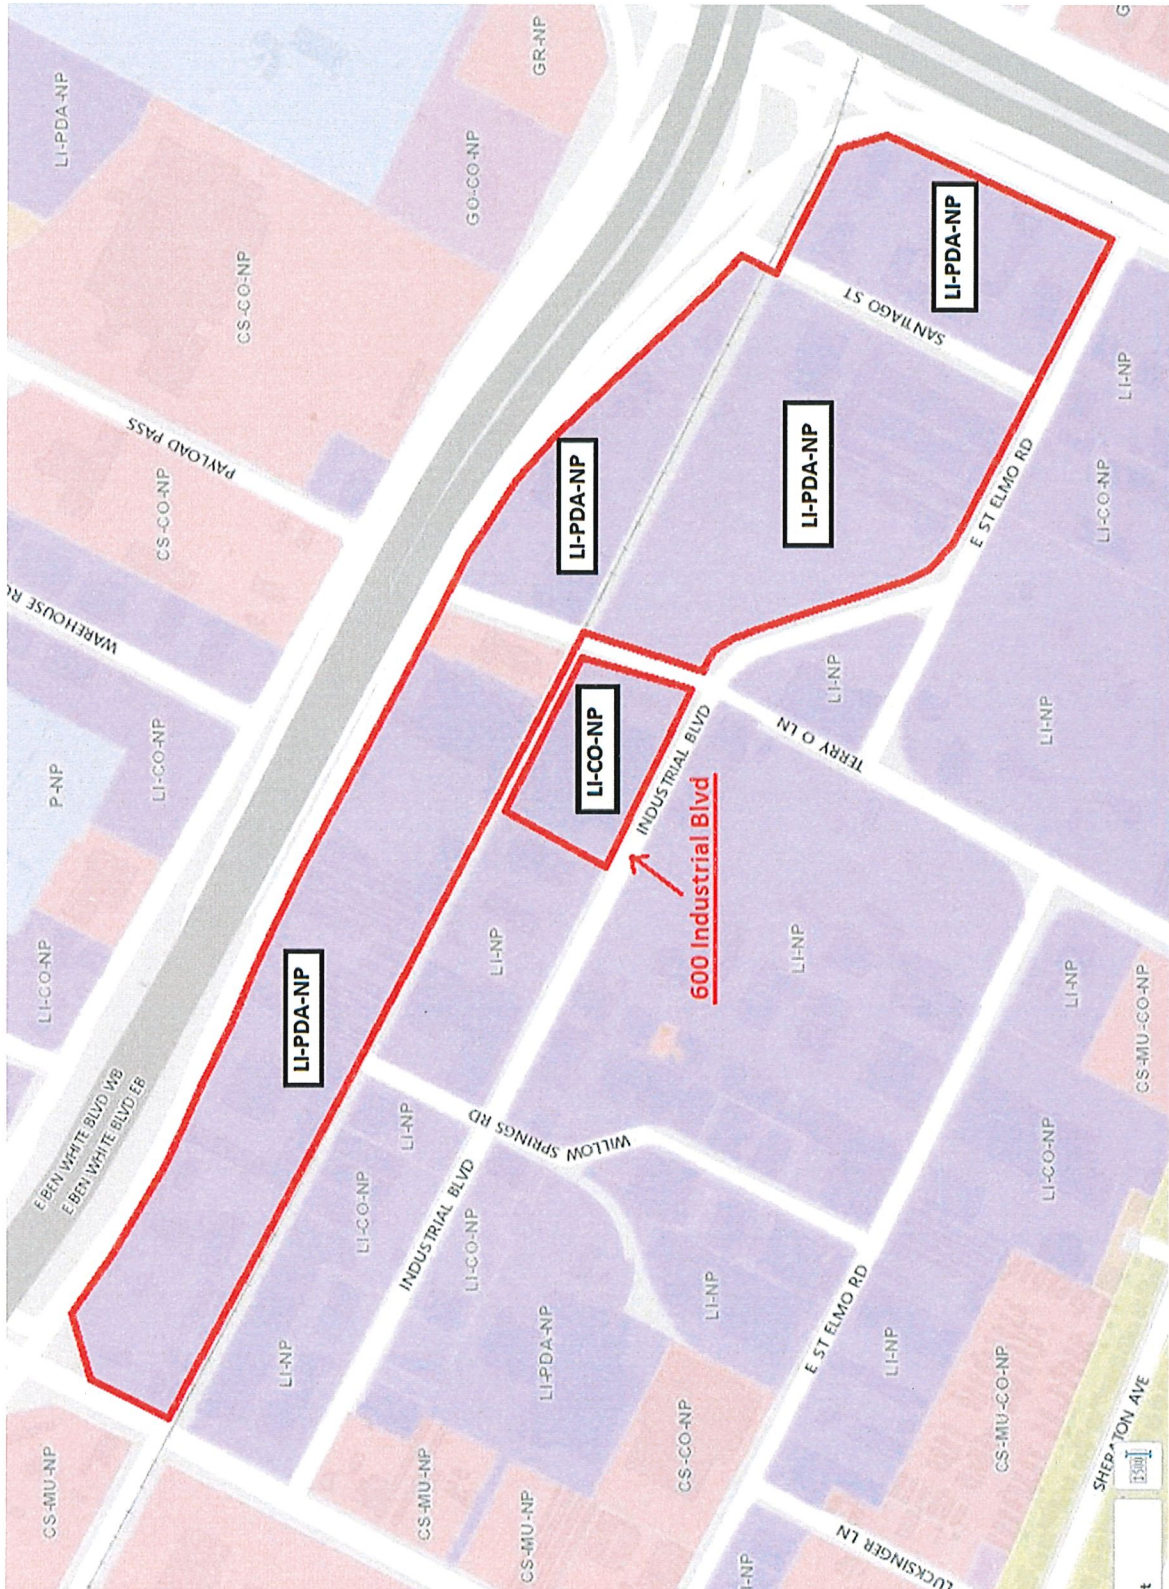 CS-MU-NP
E BEN WHITE BLVD WB
E BEN WHITE BLVD EB
LI-CO-NP
P-NP
LI-CO-NP
WAREHOUSE
CS-CO-NP
PAYLOAD PASS
CS-CO-NP
LI-PDA-NP
GO-CO-NP
GR-NP
LI-PDA-NP
LI-PDA-NP
LI-PDA-NP
LI-PDA-NP
SANTIAGO ST
LI-CO-NP
600 Industrial Blvd
INDUSTRIAL BLVD
TERRY O LN
LI-NP
E ST ELMO RD
LI-NP
LI-CO-NP
LI-NP
LI-NP
LI-NP
LI-NP
LI-CO-NP
WILLOW SPRINGS RD
INDUSTRIAL BLVD
LI-CO-NP
LI-NP
LI-PDA-NP
LI-NP
CS-MU-NP
CS-MU-NP
CS-CO-NP
E ST ELMO RD
LI-NP
LI-NP
CS-MU-CO-NP
LI-CO-NP
CS-MU-CO-NP
SHERATON AVE
LUCKSINGER LN
I-NP
G
t